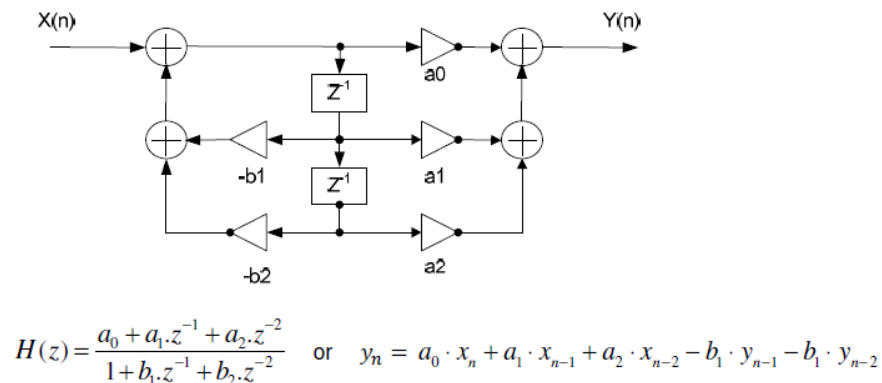 X(n) Y(n)
a0
Z⁻¹
-b1 a1
Z⁻¹
-b2 a2
H(z) = (a₀ + a₁.z⁻¹ + a₂.z⁻²) / (1 + b₁.z⁻¹ + b₂.z⁻²) or yₙ = a₀ · xₙ + a₁ · xₙ₋₁ + a₂ · xₙ₋₂ − b₁ · yₙ₋₁ − b₁ · yₙ₋₂